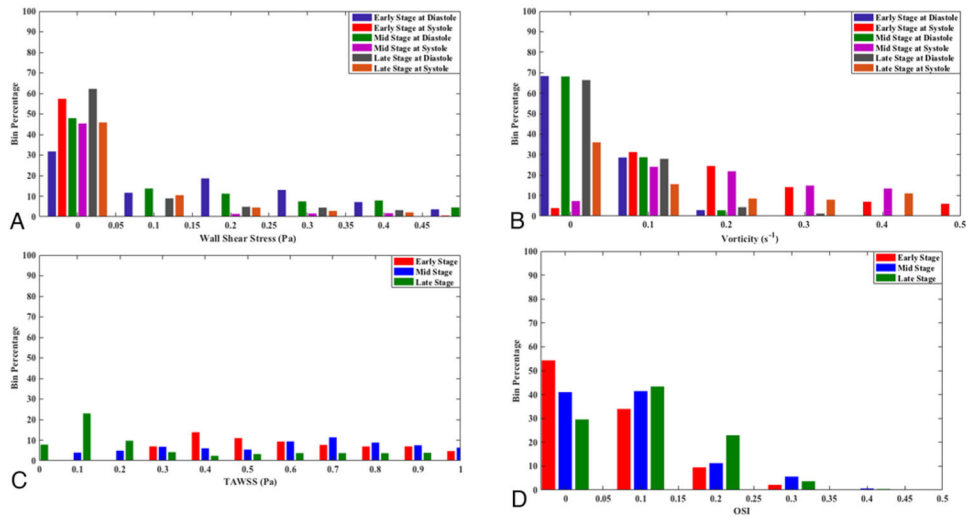 100
90
80
70
60
50
40
30
20
10
0
Bin Percentage
Early Stage at Diastole
Early Stage at Systole
Mid Stage at Diastole
Mid Stage at Systole
Late Stage at Diastole
Late Stage at Systole
0 0.05 0.1 0.15 0.2 0.25 0.3 0.35 0.4 0.45
Wall Shear Stress (Pa)
A
100
90
80
70
60
50
40
30
20
10
0
Bin Percentage
Early Stage at Diastole
Early Stage at Systole
Mid Stage at Diastole
Mid Stage at Systole
Late Stage at Diastole
Late Stage at Systole
0 0.1 0.2 0.3 0.4 0.5
Vorticity (s⁻¹)
B
100
90
80
70
60
50
40
30
20
10
0
Bin Percentage
Early Stage
Mid Stage
Late Stage
0 0.1 0.2 0.3 0.4 0.5 0.6 0.7 0.8 0.9 1
TAWSS (Pa)
C
100
90
80
70
60
50
40
30
20
10
0
Bin Percentage
Early Stage
Mid Stage
Late Stage
0 0.05 0.1 0.15 0.2 0.25 0.3 0.35 0.4 0.45 0.5
OSI
D